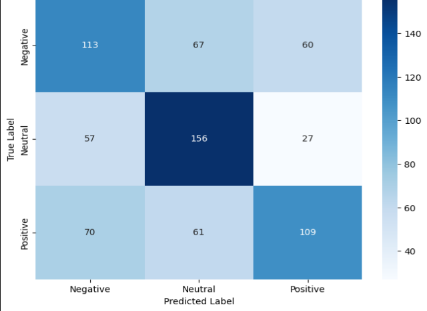 Negative
113
67
60
Neutral
57
156
27
Positive
70
61
109
True Label
Negative
Neutral
Positive
Predicted Label
140
120
100
80
60
40